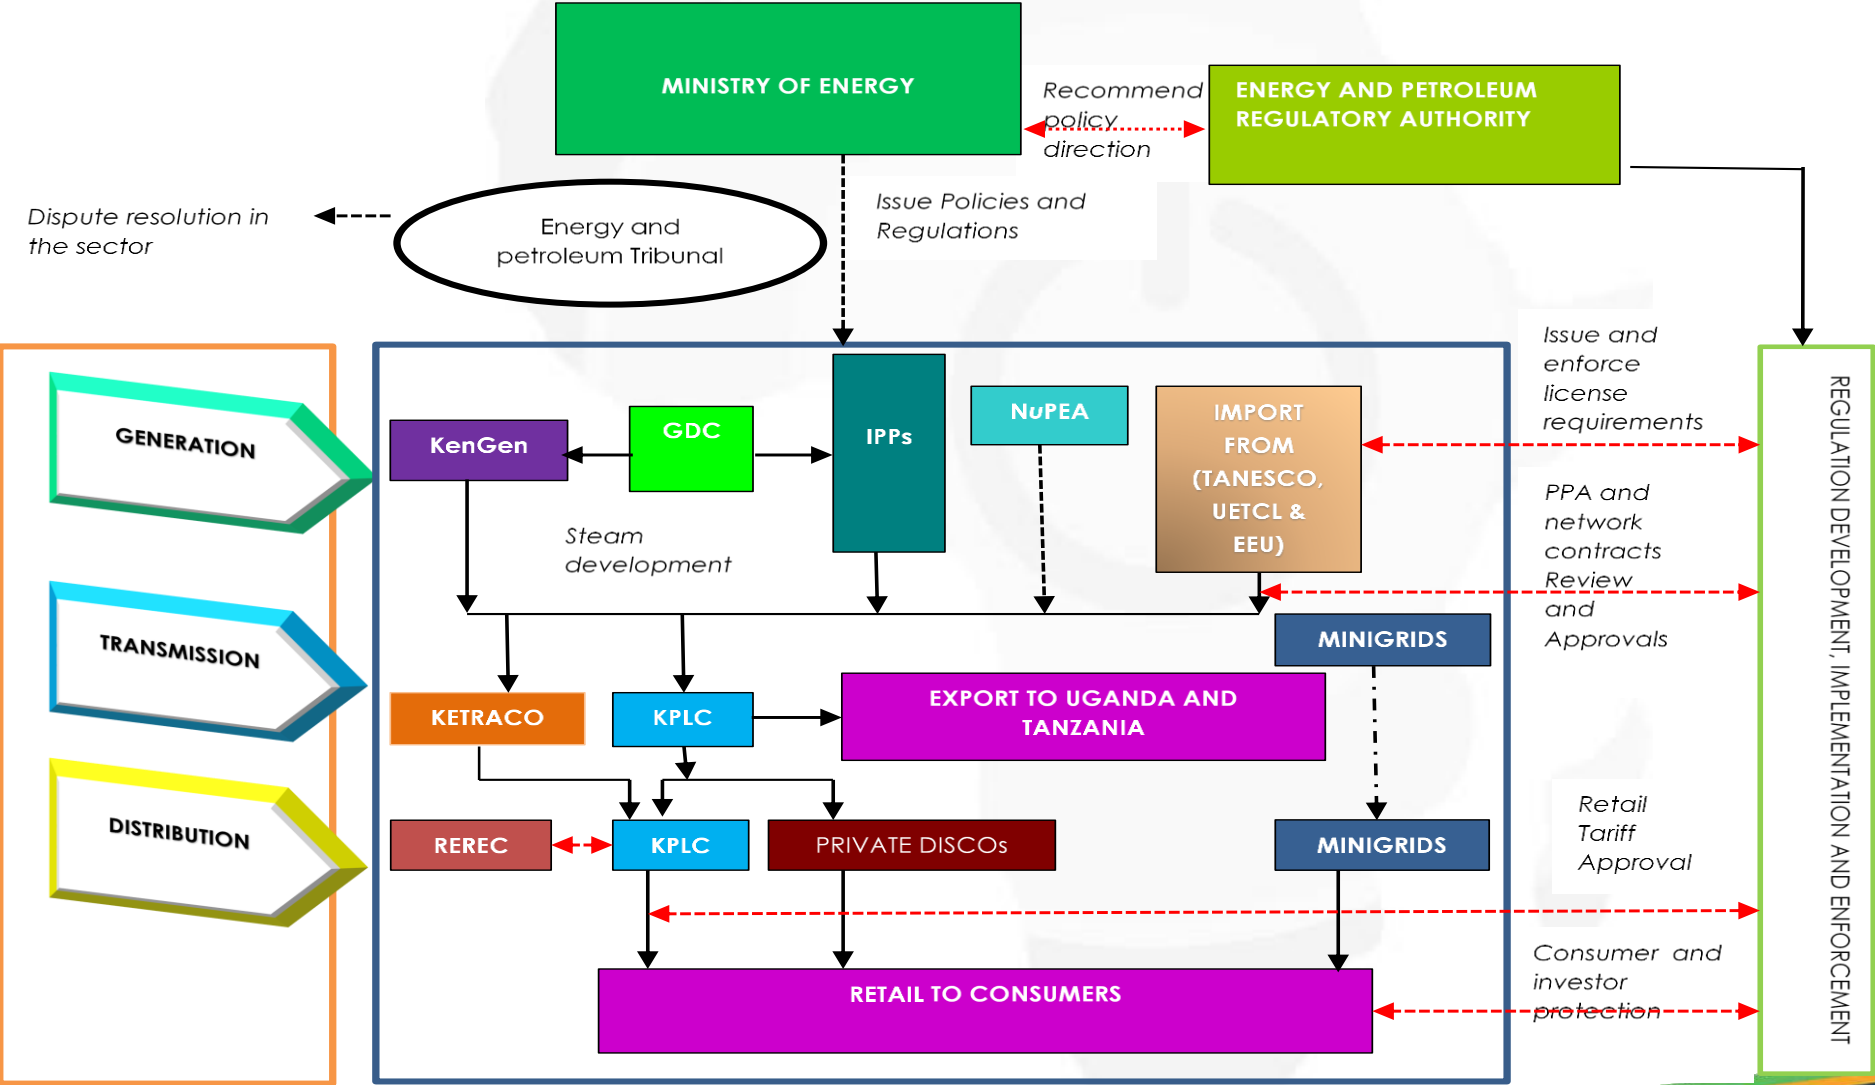 MINISTRY OF ENERGY
Recommend
policy
direction
ENERGY AND PETROLEUM
REGULATORY AUTHORITY
Dispute resolution in
the sector
Energy and
petroleum Tribunal
Issue Policies and
Regulations
GENERATION
TRANSMISSION
DISTRIBUTION
KenGen
GDC
IPPs
NuPEA
IMPORT
FROM
(TANESCO,
UETCL &
EEU)
Steam
development
MINIGRIDS
KETRACO
KPLC
EXPORT TO UGANDA AND
TANZANIA
REREC
KPLC
PRIVATE DISCOs
MINIGRIDS
RETAIL TO CONSUMERS
Issue and
enforce
license
requirements
PPA and
network
contracts
Review
and
Approvals
Retail
Tariff
Approval
Consumer and
investor
protection
REGULATION DEVELOPMENT, IMPLEMENTATION AND ENFORCEMENT